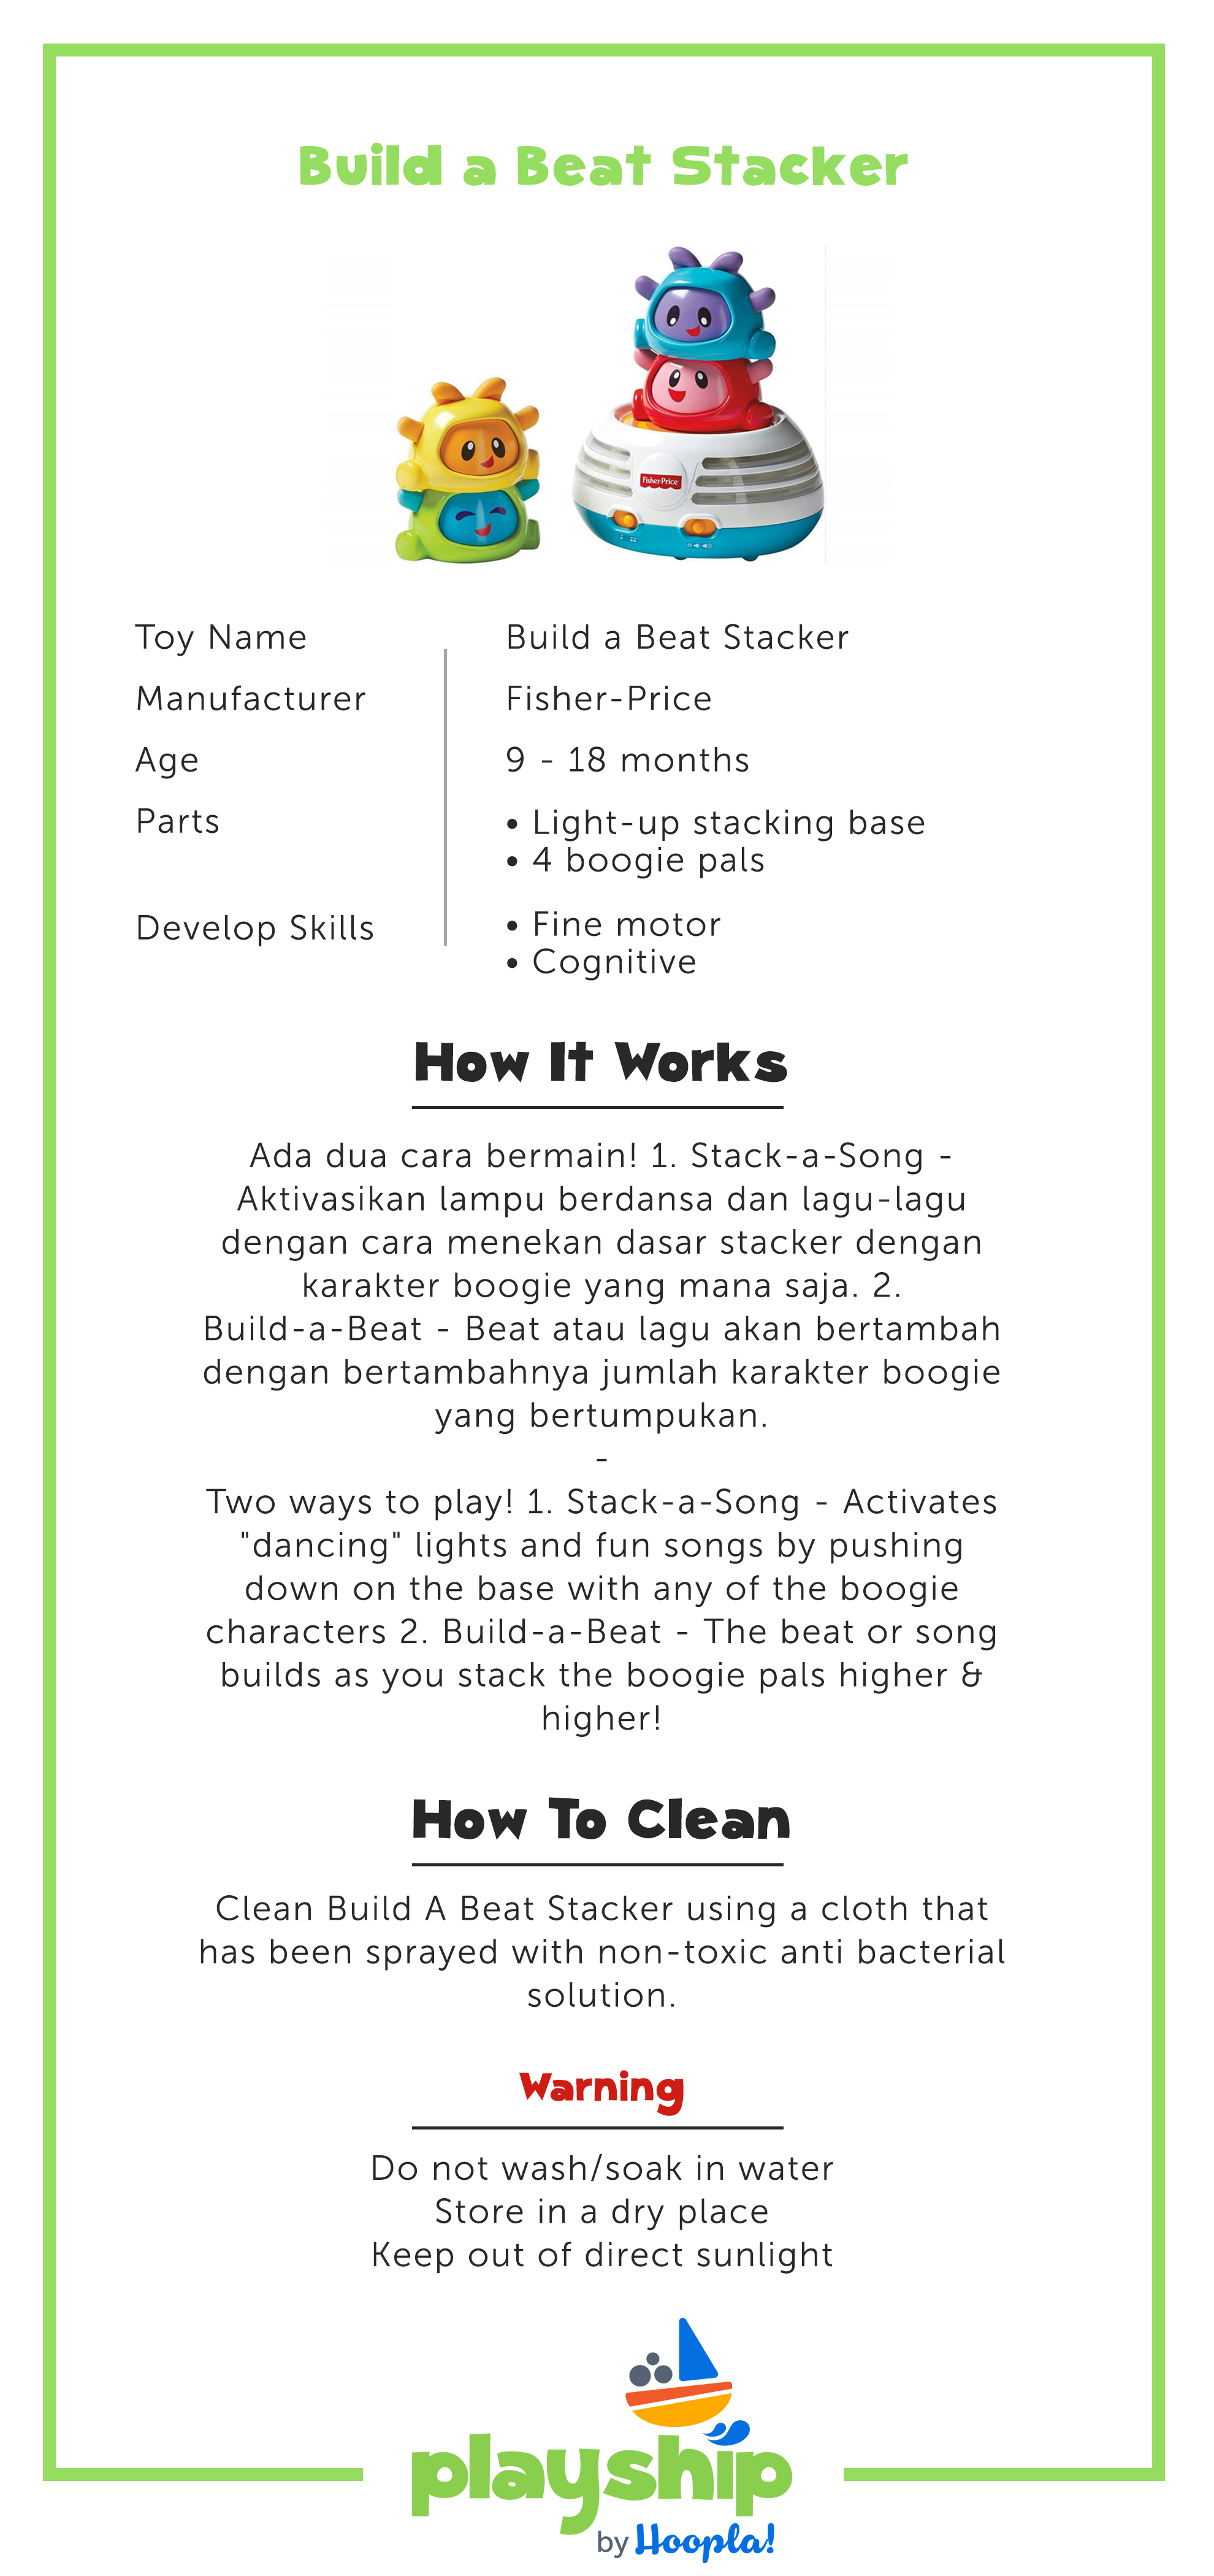 Build a Beat Stacker
Fisher-Price
Toy Name
Build a Beat Stacker
Manufacturer
Fisher-Price
Age
9 - 18 months
Parts
• Light-up stacking base
• 4 boogie pals
Develop Skills
• Fine motor
• Cognitive
How It Works
Ada dua cara bermain! 1. Stack-a-Song -
Aktivasikan lampu berdansa dan lagu-lagu
dengan cara menekan dasar stacker dengan
karakter boogie yang mana saja. 2.
Build-a-Beat - Beat atau lagu akan bertambah
dengan bertambahnya jumlah karakter boogie
yang bertumpukan.
-
Two ways to play! 1. Stack-a-Song - Activates
"dancing" lights and fun songs by pushing
down on the base with any of the boogie
characters 2. Build-a-Beat - The beat or song
builds as you stack the boogie pals higher &
higher!
How To Clean
Clean Build A Beat Stacker using a cloth that
has been sprayed with non-toxic anti bacterial
solution.
Warning
Do not wash/soak in water
Store in a dry place
Keep out of direct sunlight
playship
by Hoopla!